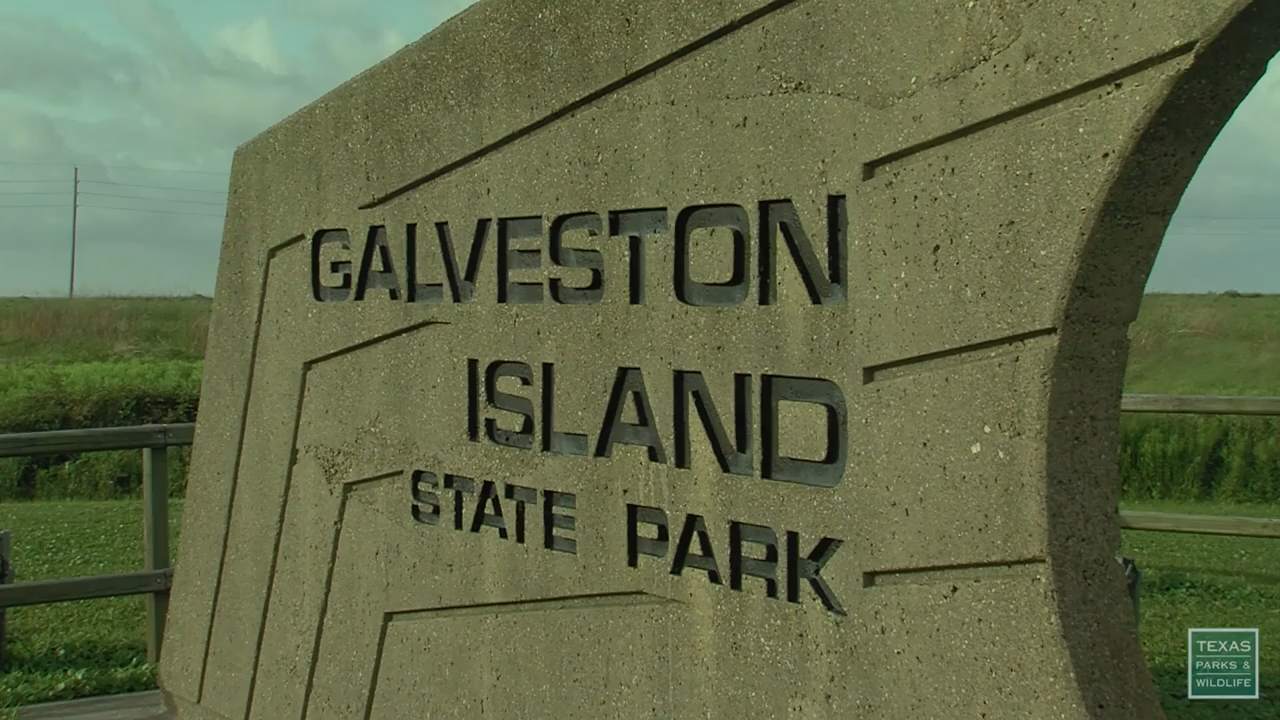 GALVESTON
ISLAND
STATE PARK
TEXAS
PARKS &
WILDLIFE